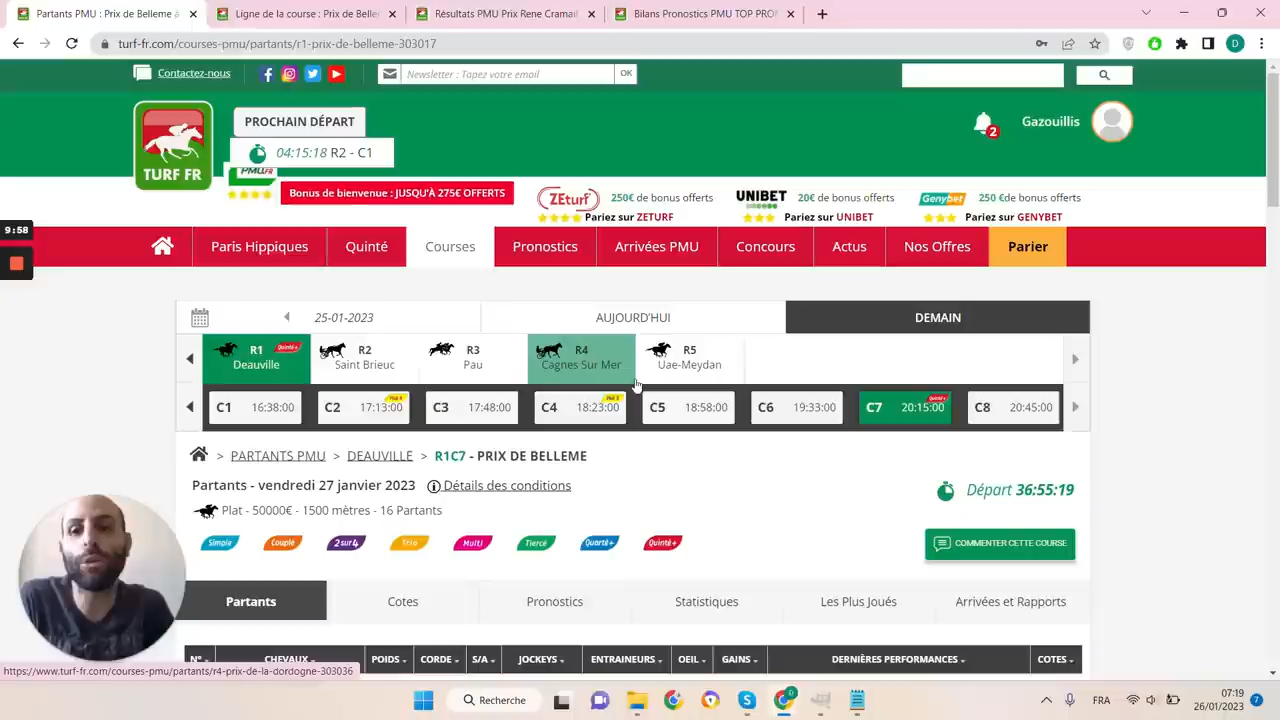 Partants PMU : Prix de Belleme à
Ligne de la course : Prix de Belle
Résultats PMU Prix Rene Cramail
Bilans Pronostics PMU TOP PRO
turf-fr.com/courses-pmu/partants/r1-prix-de-belleme-303017
D
Contactez-nous
Newsletter : Tapez votre email
OK
PROCHAIN DÉPART
04:15:18 R2 - C1
TURF FR
2
Gazouillis
PMU.FR
Bonus de bienvenue : JUSQU'À 275€ OFFERTS
ZEturf
250€ de bonus offerts
Pariez sur ZETURF
UNIBET
20€ de bonus offerts
Pariez sur UNIBET
Genybet
250 €de bonus offerts
Pariez sur GENYBET
9:58
Paris Hippiques
Quinté
Courses
Pronostics
Arrivées PMU
Concours
Actus
Nos Offres
Parier
25-01-2023
AUJOURD'HUI
DEMAIN
R1
Quinté+
Deauville
R2
Saint Brieuc
R3
Pau
R4
Cagnes Sur Mer
R5
Uae-Meydan
C1 16:38:00
C2 17:13:00
C3 17:48:00
C4 18:23:00
C5 18:58:00
C6 19:33:00
C7 20:15:00
Quinté+
C8 20:45:00
> PARTANTS PMU > DEAUVILLE > R1C7 - PRIX DE BELLEME
Partants - vendredi 27 janvier 2023
Détails des conditions
Départ 36:55:19
Plat - 50000€ - 1500 mètres - 16 Partants
Simple
Couplé
2sur4
Trio
Multi
Tiercé
Quarté+
Quinté+
COMMENTER CETTE COURSE
Partants
Cotes
Pronostics
Statistiques
Les Plus Joués
Arrivées et Rapports
N°
CHEVAUX
POIDS
CORDE
S/A
JOCKEYS
ENTRAINEURS
OEIL
GAINS
DERNIÈRES PERFORMANCES
COTES
https://www.turf-fr.com/courses-pmu/partants/r4-prix-de-la-dordogne-303036
Recherche
FRA
07:19
26/01/2023